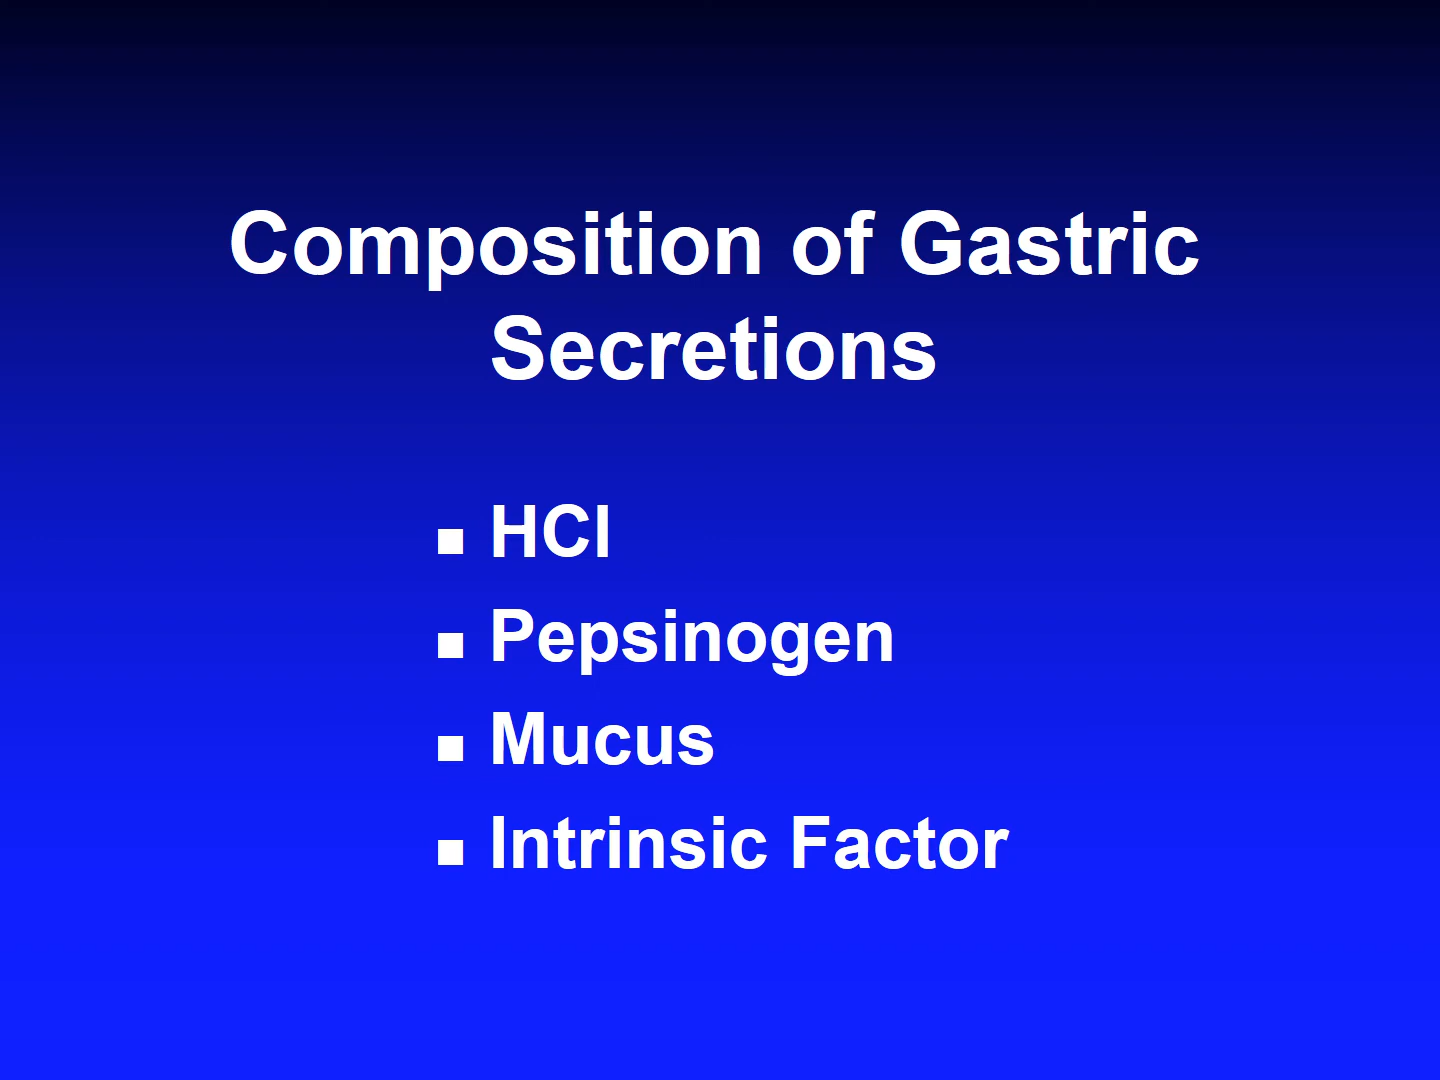 Composition of Gastric
Secretions
▪ HCl
▪ Pepsinogen
▪ Mucus
▪ Intrinsic Factor